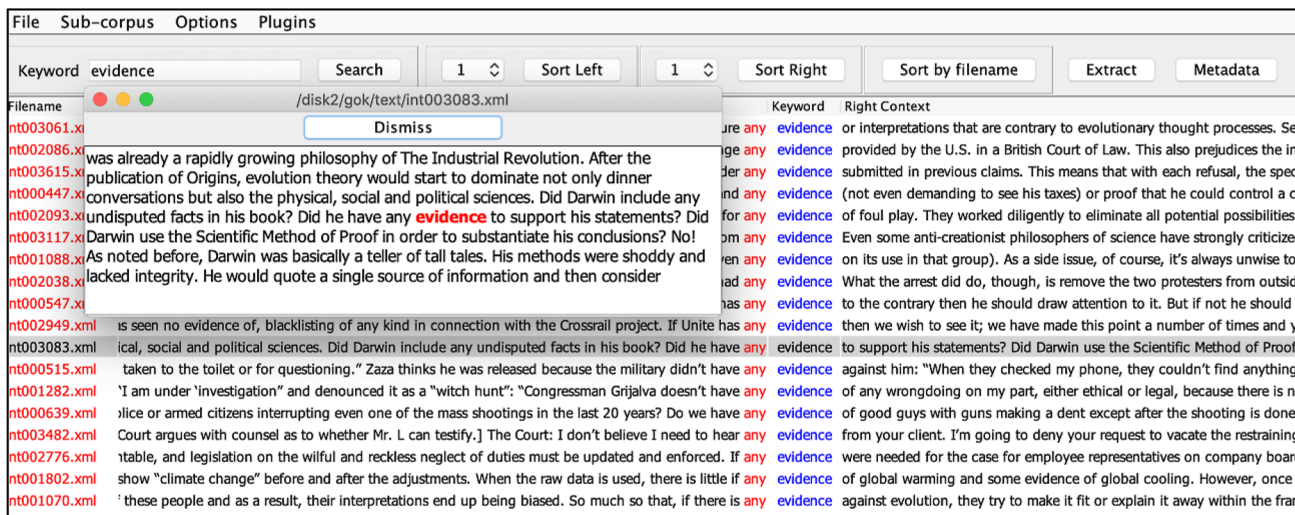 File Sub-corpus Options Plugins
Keyword evidence Search 1 Sort Left 1 Sort Right Sort by filename Extract Metadata
Filename /disk2/gok/text/int003083.xml Keyword Right Context
Dismiss
was already a rapidly growing philosophy of The Industrial Revolution. After the
publication of Origins, evolution theory would start to dominate not only dinner
conversations but also the physical, social and political sciences. Did Darwin include any
undisputed facts in his book? Did he have any evidence to support his statements? Did
Darwin use the Scientific Method of Proof in order to substantiate his conclusions? No!
As noted before, Darwin was basically a teller of tall tales. His methods were shoddy and
lacked integrity. He would quote a single source of information and then consider
nt003061.x any evidence or interpretations that are contrary to evolutionary thought processes. Se
nt002086.x any evidence provided by the U.S. in a British Court of Law. This also prejudices the
nt003615.x any evidence submitted in previous claims. This means that with each refusal, the spec
nt000447.x any evidence (not even demanding to see his taxes) or proof that he could control a
nt002093.x for any evidence of foul play. They worked diligently to eliminate all potential possibilities
nt003117.x any evidence Even some anti-creationist philosophers of science have strongly criticize
nt001088.x any evidence on its use in that group). As a side issue, of course, it's always unwise to
nt002038.x any evidence What the arrest did do, though, is remove the two protesters from outsid
nt000547.x has any evidence to the contrary then he should draw attention to it. But if not he should
nt002949.xml is seen no evidence of, blacklisting of any kind in connection with the Crossrail project. If Unite has any evidence then we wish to see it; we have made this point a number of times and
nt003083.xml ical, social and political sciences. Did Darwin include any undisputed facts in his book? Did he have any evidence to support his statements? Did Darwin use the Scientific Method of Proof
nt000515.xml taken to the toilet or for questioning.” Zaza thinks he was released because the military didn't have any evidence against him: “When they checked my phone, they couldn't find anything
nt001282.xml “I am under ‘investigation” and denounced it as a “witch hunt”: “Congressman Grijalva doesn't have any evidence of any wrongdoing on my part, either ethical or legal, because there is
nt000639.xml olice or armed citizens interrupting even one of the mass shootings in the last 20 years? Do we have any evidence of good guys with guns making a dent except after the shooting is done
nt003482.xml Court argues with counsel as to whether Mr. L can testify.] The Court: I don't believe I need to hear any evidence from your client. I'm going to deny your request to vacate the restraining
nt002776.xml ntable, and legislation on the wilful and reckless neglect of duties must be updated and enforced. If any evidence were needed for the case for employee representatives on company boar
nt001802.xml show “climate change” before and after the adjustments. When the raw data is used, there is little if any evidence of global warming and some evidence of global cooling. However, once
nt001070.xml these people and as a result, their interpretations end up being biased. So much so that, if there is any evidence against evolution, they try to make it fit or explain it away within the fra